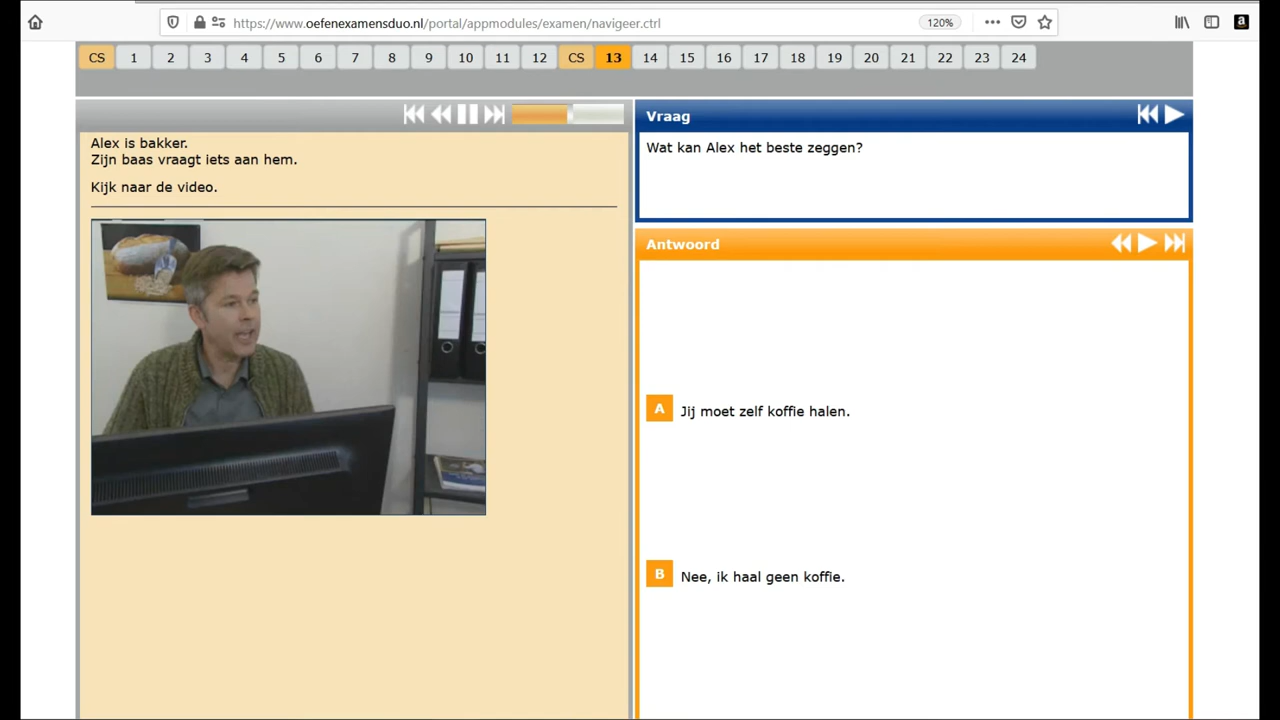 https://www.oefenexamensduo.nl/portal/appmodules/examen/navigeer.ctrl
120%
CS 1 2 3 4 5 6 7 8 9 10 11 12 CS 13 14 15 16 17 18 19 20 21 22 23 24
Alex is bakker.
Zijn baas vraagt iets aan hem.
Kijk naar de video.
Vraag
Wat kan Alex het beste zeggen?
Antwoord
A Jij moet zelf koffie halen.
B Nee, ik haal geen koffie.